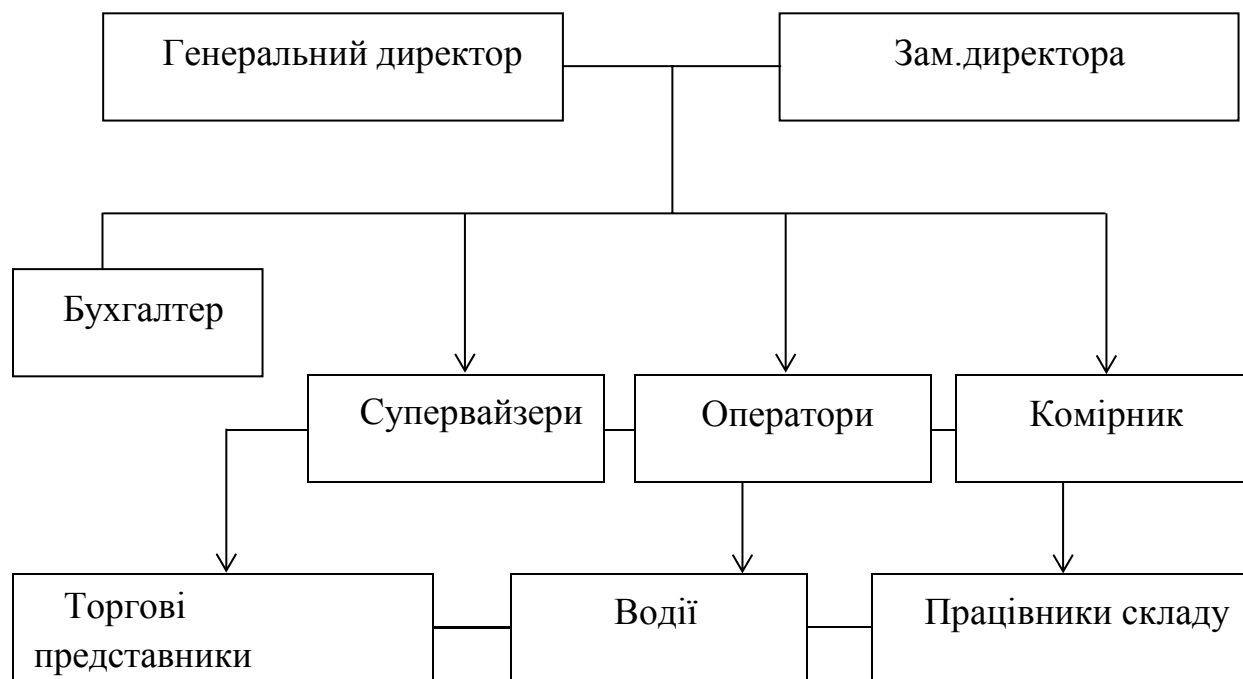 Генеральний директор
Зам.директора
Бухгалтер
Супервайзери
Оператори
Комірник
Торгові
представники
Водії
Працівники складу